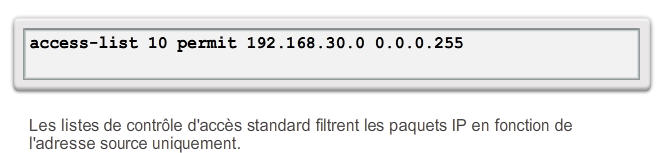 access-list 10 permit 192.168.30.0 0.0.0.255
Les listes de contrôle d'accès standard filtrent les paquets IP en fonction de
l'adresse source uniquement.